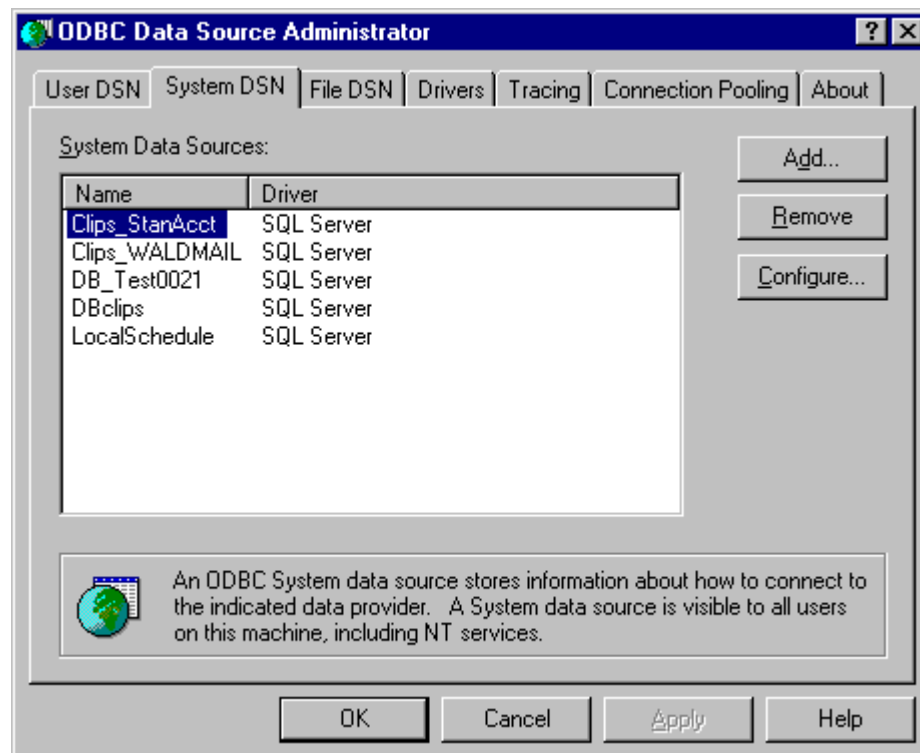 ODBC Data Source Administrator
User DSN System DSN File DSN Drivers Tracing Connection Pooling About
System Data Sources:
Name Driver
Clips_StanAcct SQL Server
Clips_WALDMAIL SQL Server
DB_Test0021 SQL Server
DBclips SQL Server
LocalSchedule SQL Server
Add...
Remove
Configure...
An ODBC System data source stores information about how to connect to
the indicated data provider. A System data source is visible to all users
on this machine, including NT services.
OK Cancel Apply Help